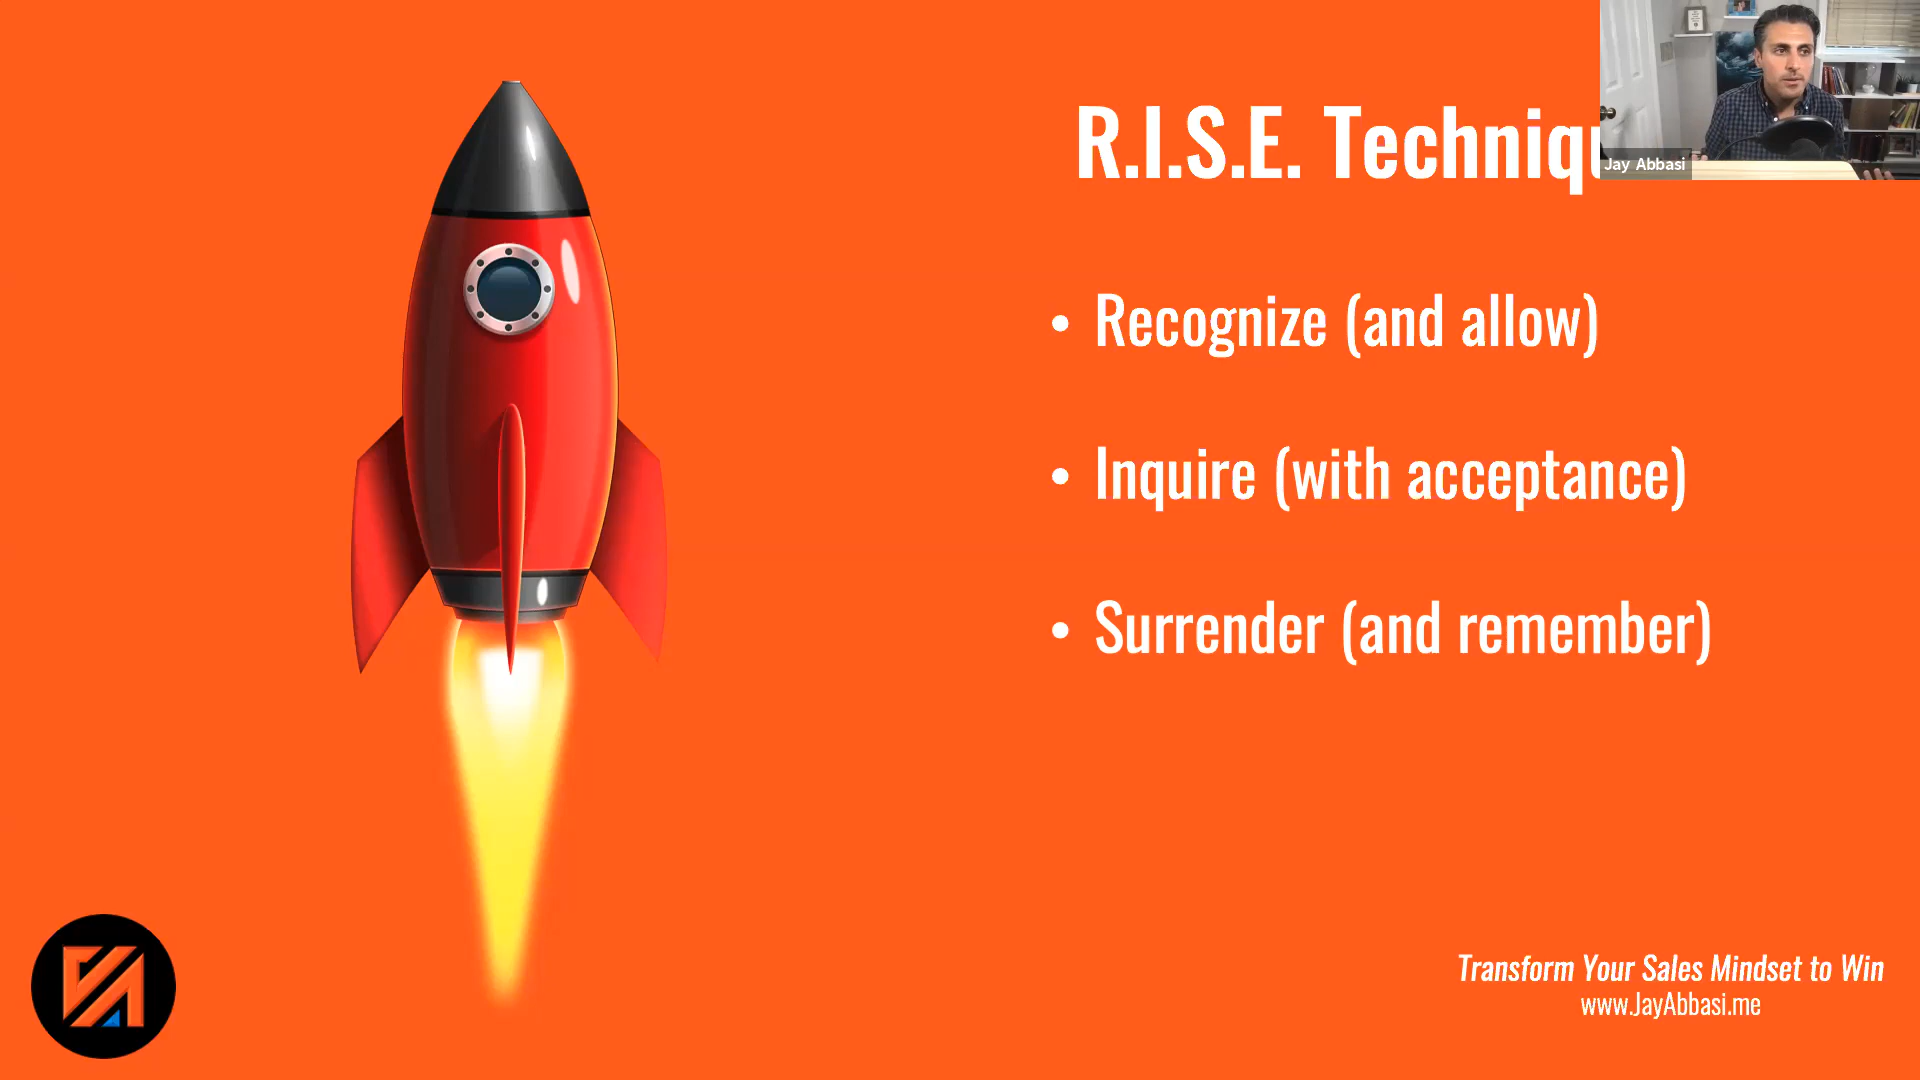 R.I.S.E. Techniq
Jay Abbasi
• Recognize (and allow)
• Inquire (with acceptance)
• Surrender (and remember)
Transform Your Sales Mindset to Win
www.JayAbbasi.me